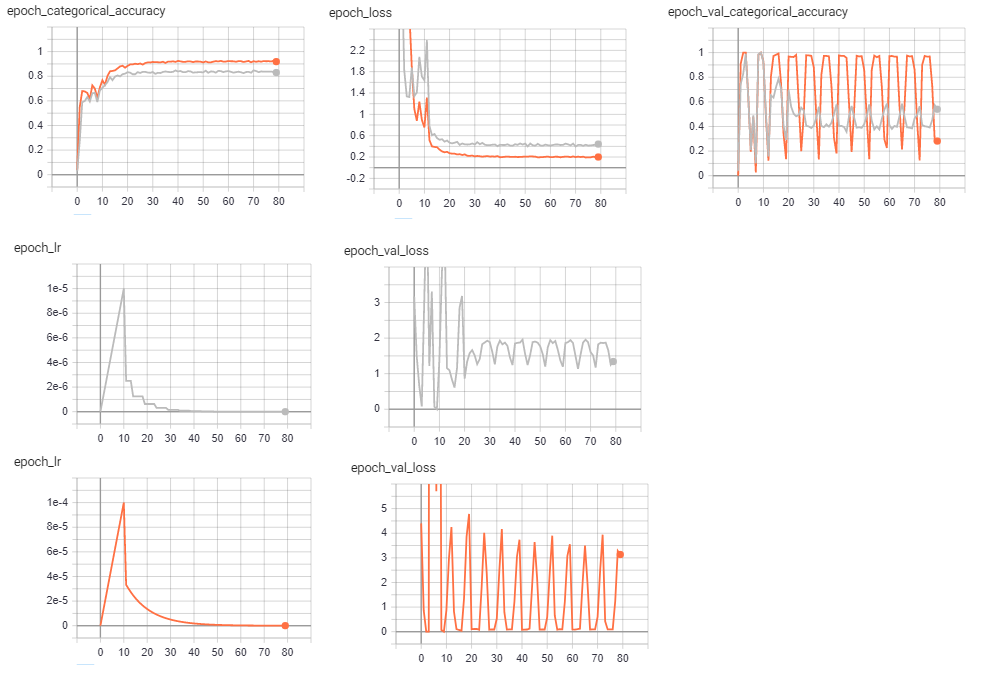 epoch_categorical_accuracy
1
0.8
0.6
0.4
0.2
0
0 10 20 30 40 50 60 70 80
epoch_loss
2.2
1.8
1.4
1
0.6
0.2
-0.2
0 10 20 30 40 50 60 70 80
epoch_val_categorical_accuracy
1
0.8
0.6
0.4
0.2
0
0 10 20 30 40 50 60 70 80
epoch_lr
1e-5
8e-6
6e-6
4e-6
2e-6
0
0 10 20 30 40 50 60 70 80
epoch_val_loss
3
2
1
0
0 10 20 30 40 50 60 70 80
epoch_lr
1e-4
8e-5
6e-5
4e-5
2e-5
0
0 10 20 30 40 50 60 70 80
epoch_val_loss
5
4
3
2
1
0
0 10 20 30 40 50 60 70 80